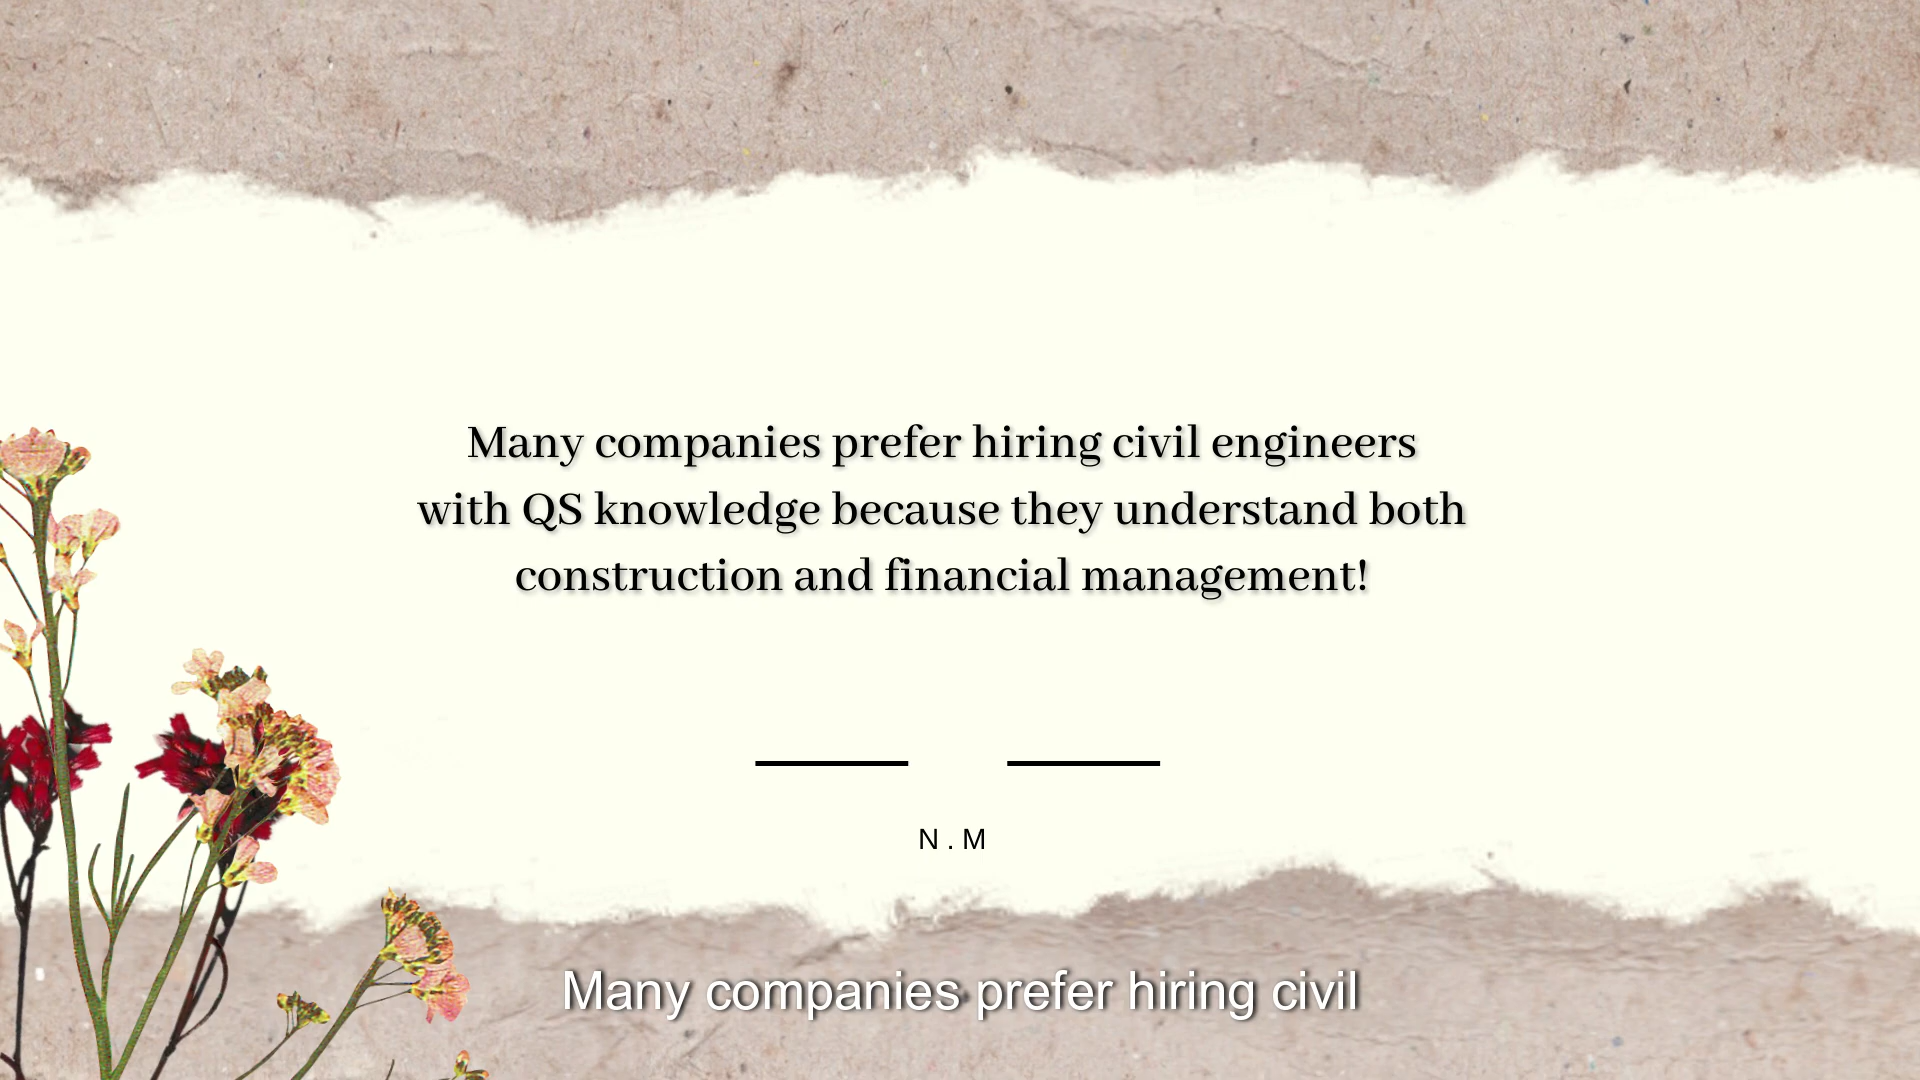 Many companies prefer hiring civil engineers
with QS knowledge because they understand both
construction and financial management!
N . M
Many companies prefer hiring civil